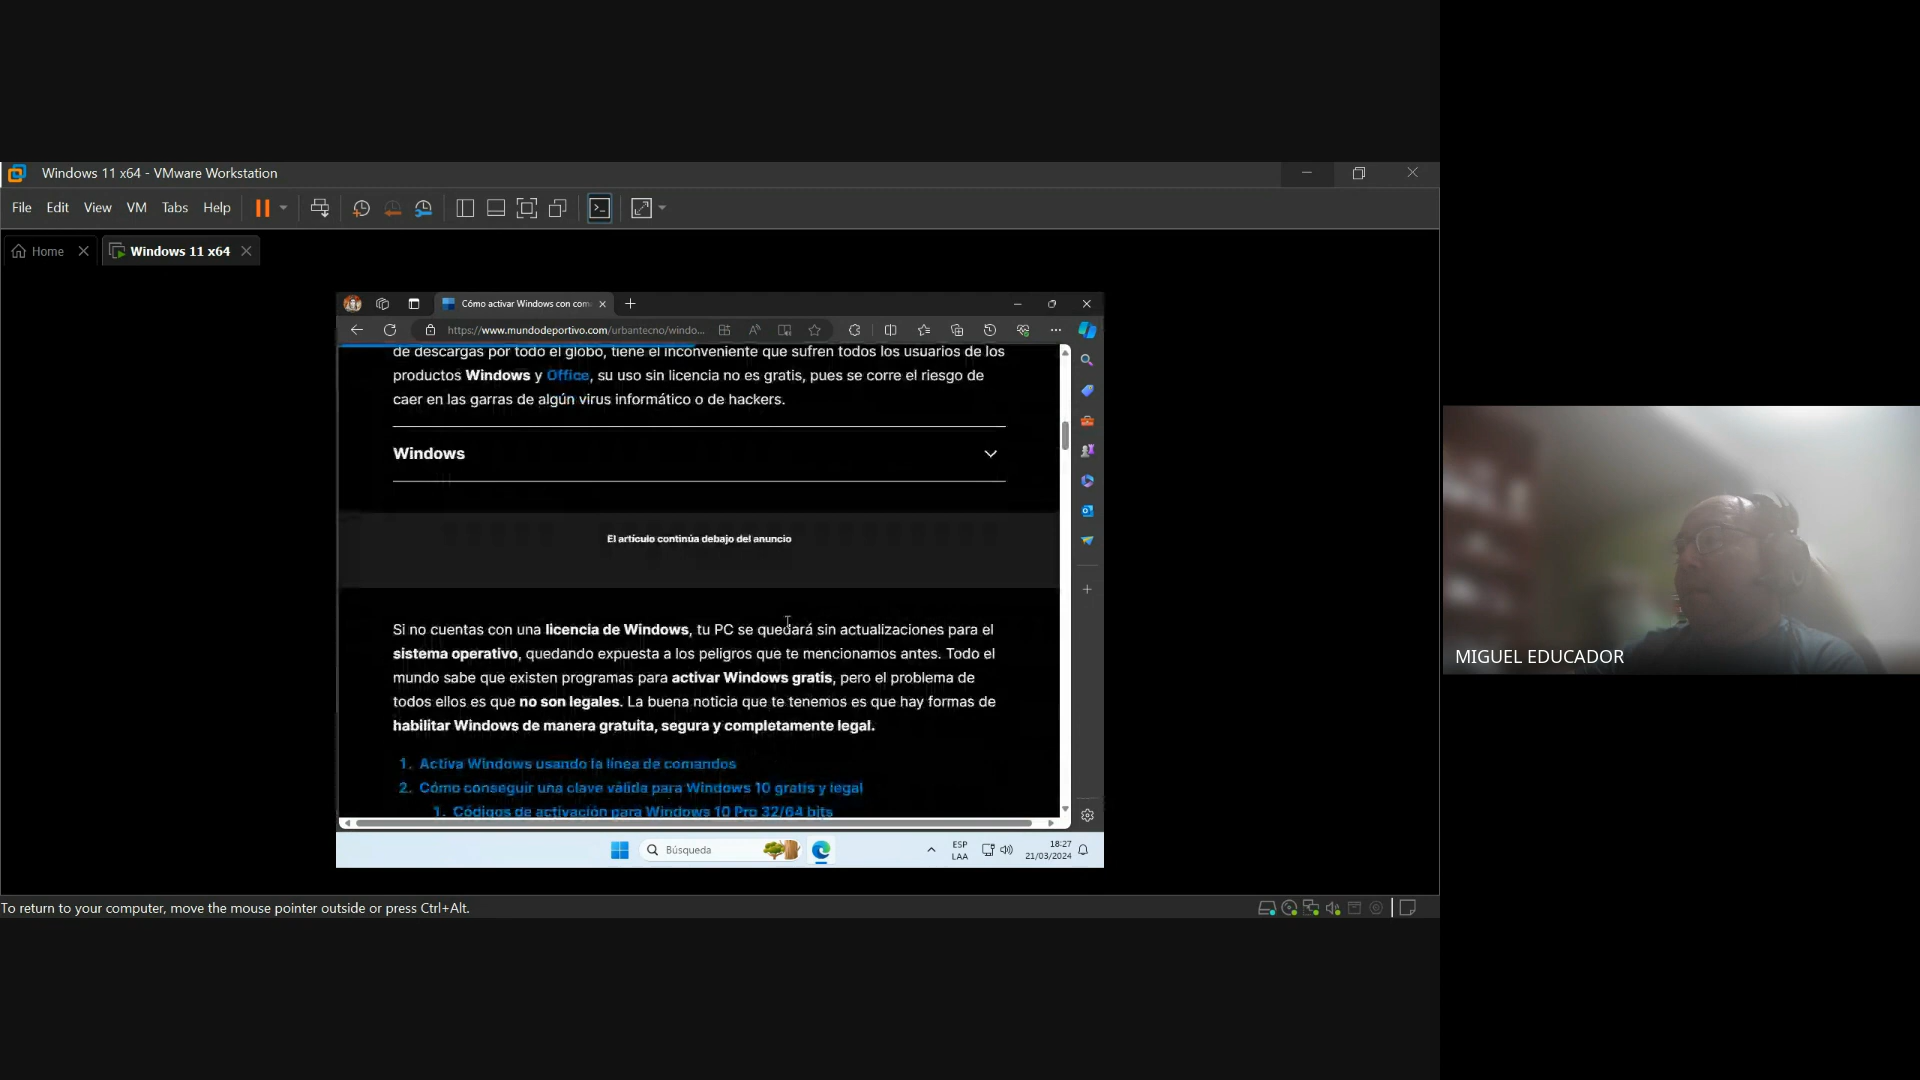 Windows 11 x64 - VMware Workstation
File Edit View VM Tabs Help
Home
Windows 11 x64
Cómo activar Windows con com
https://www.mundodeportivo.com/urbantecno/windo...
de descargas por todo el globo, tiene el inconveniente que sufren todos los usuarios de los
productos Windows y Office, su uso sin licencia no es gratis, pues se corre el riesgo de
caer en las garras de algún virus informático o de hackers.
Windows
El artículo continúa debajo del anuncio
Si no cuentas con una licencia de Windows, tu PC se quedará sin actualizaciones para el
sistema operativo, quedando expuesta a los peligros que te mencionamos antes. Todo el
mundo sabe que existen programas para activar Windows gratis, pero el problema de
todos ellos es que no son legales. La buena noticia que te tenemos es que hay formas de
habilitar Windows de manera gratuita, segura y completamente legal.
1. Activa Windows usando la línea de comandos
2. Cómo conseguir una clave válida para Windows 10 gratis y legal
1. Códigos de activación para Windows 10 Pro 32/64 bits
Búsqueda
ESP
LAA
18:27
21/03/2024
To return to your computer, move the mouse pointer outside or press Ctrl+Alt.
MIGUEL EDUCADOR